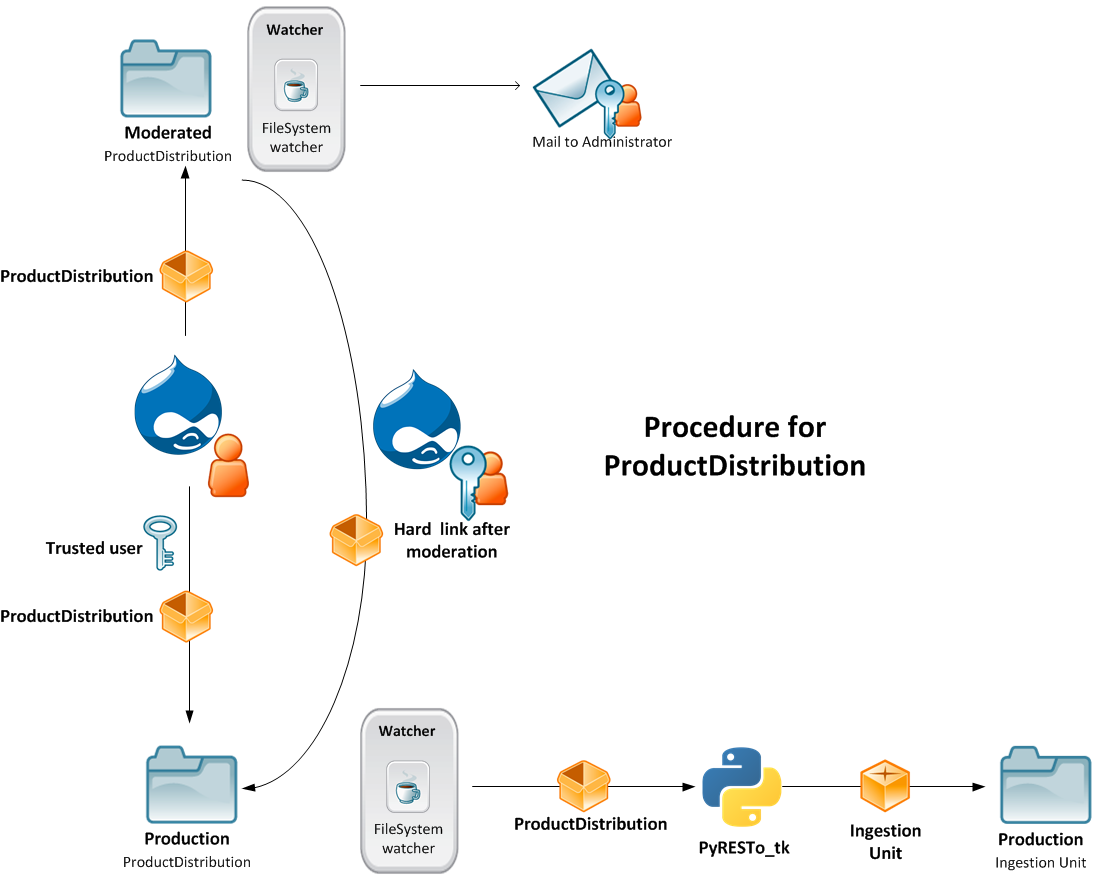 Watcher
FileSystem
watcher
Moderated
ProductDistribution
Mail to Administrator
ProductDistribution
Procedure for
ProductDistribution
Trusted user
Hard link after
moderation
ProductDistribution
Watcher
FileSystem
watcher
ProductDistribution
PyRESTo_tk
Ingestion
Unit
Production
ProductDistribution
Production
Ingestion Unit